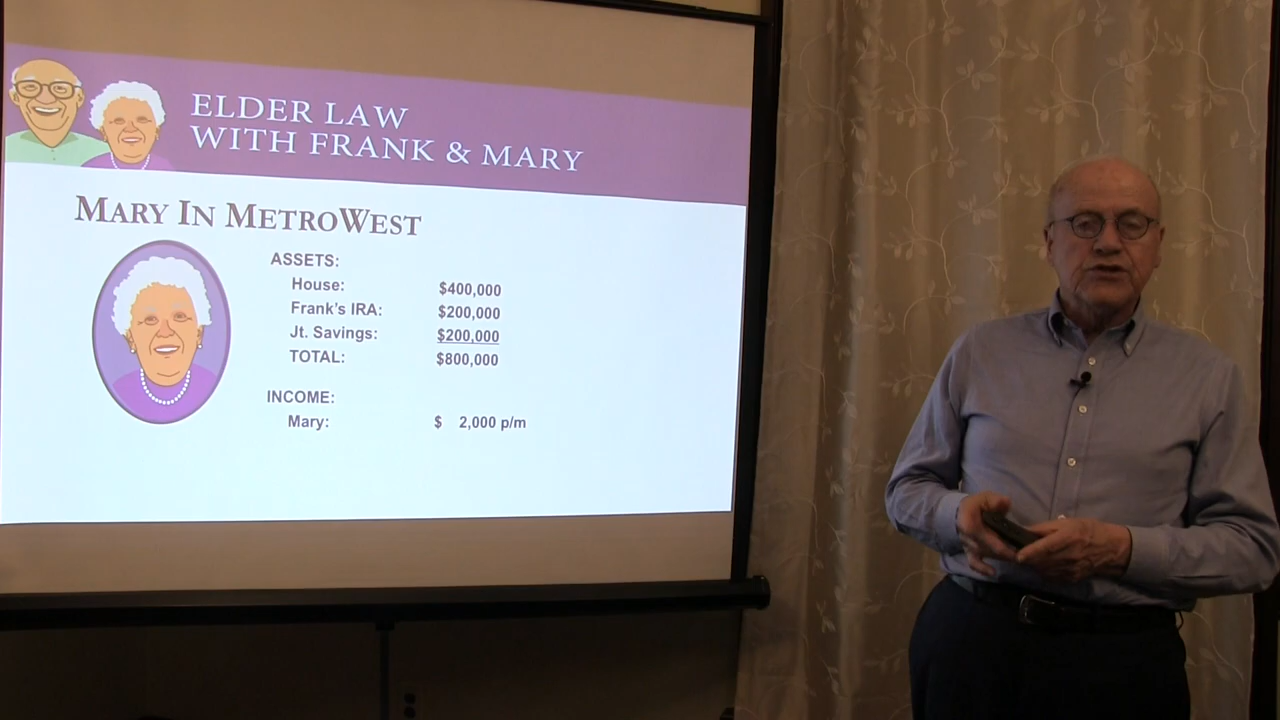 ELDER LAW
WITH FRANK & MARY
MARY IN METROWEST
ASSETS:
House: $400,000
Frank's IRA: $200,000
Jt. Savings: $200,000
TOTAL: $800,000
INCOME:
Mary: $ 2,000 p/m